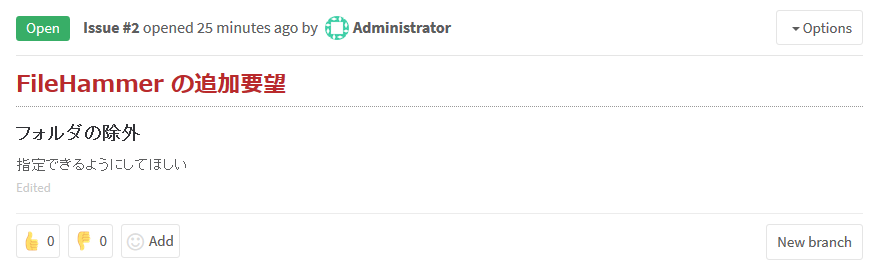 Open Issue #2 opened 25 minutes ago by Administrator Options
FileHammer の追加要望
フォルダの除外
指定できるようにしてほしい
Edited
0 0 Add New branch